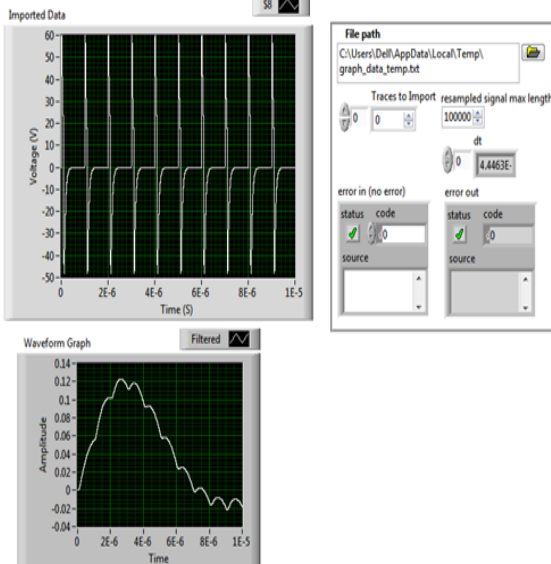 S8
Imported Data
60
50
40
30
20
10
0
-10
-20
-30
-40
-50
Voltage (V)
0 2E-6 4E-6 6E-6 8E-6 1E-5
Time (S)
File path
C:\Users\Dell\AppData\Local\Temp\
graph_data_temp.txt
Traces to Import resampled signal max length
0 0 100000
dt
0 4.4463E-
error in (no error) error out
status code status code
0 0
source source
Waveform Graph Filtered
0.14
0.12
0.1
0.08
0.06
0.04
0.02
0
-0.02
-0.04
Amplitude
0 2E-6 4E-6 6E-6 8E-6 1E-5
Time